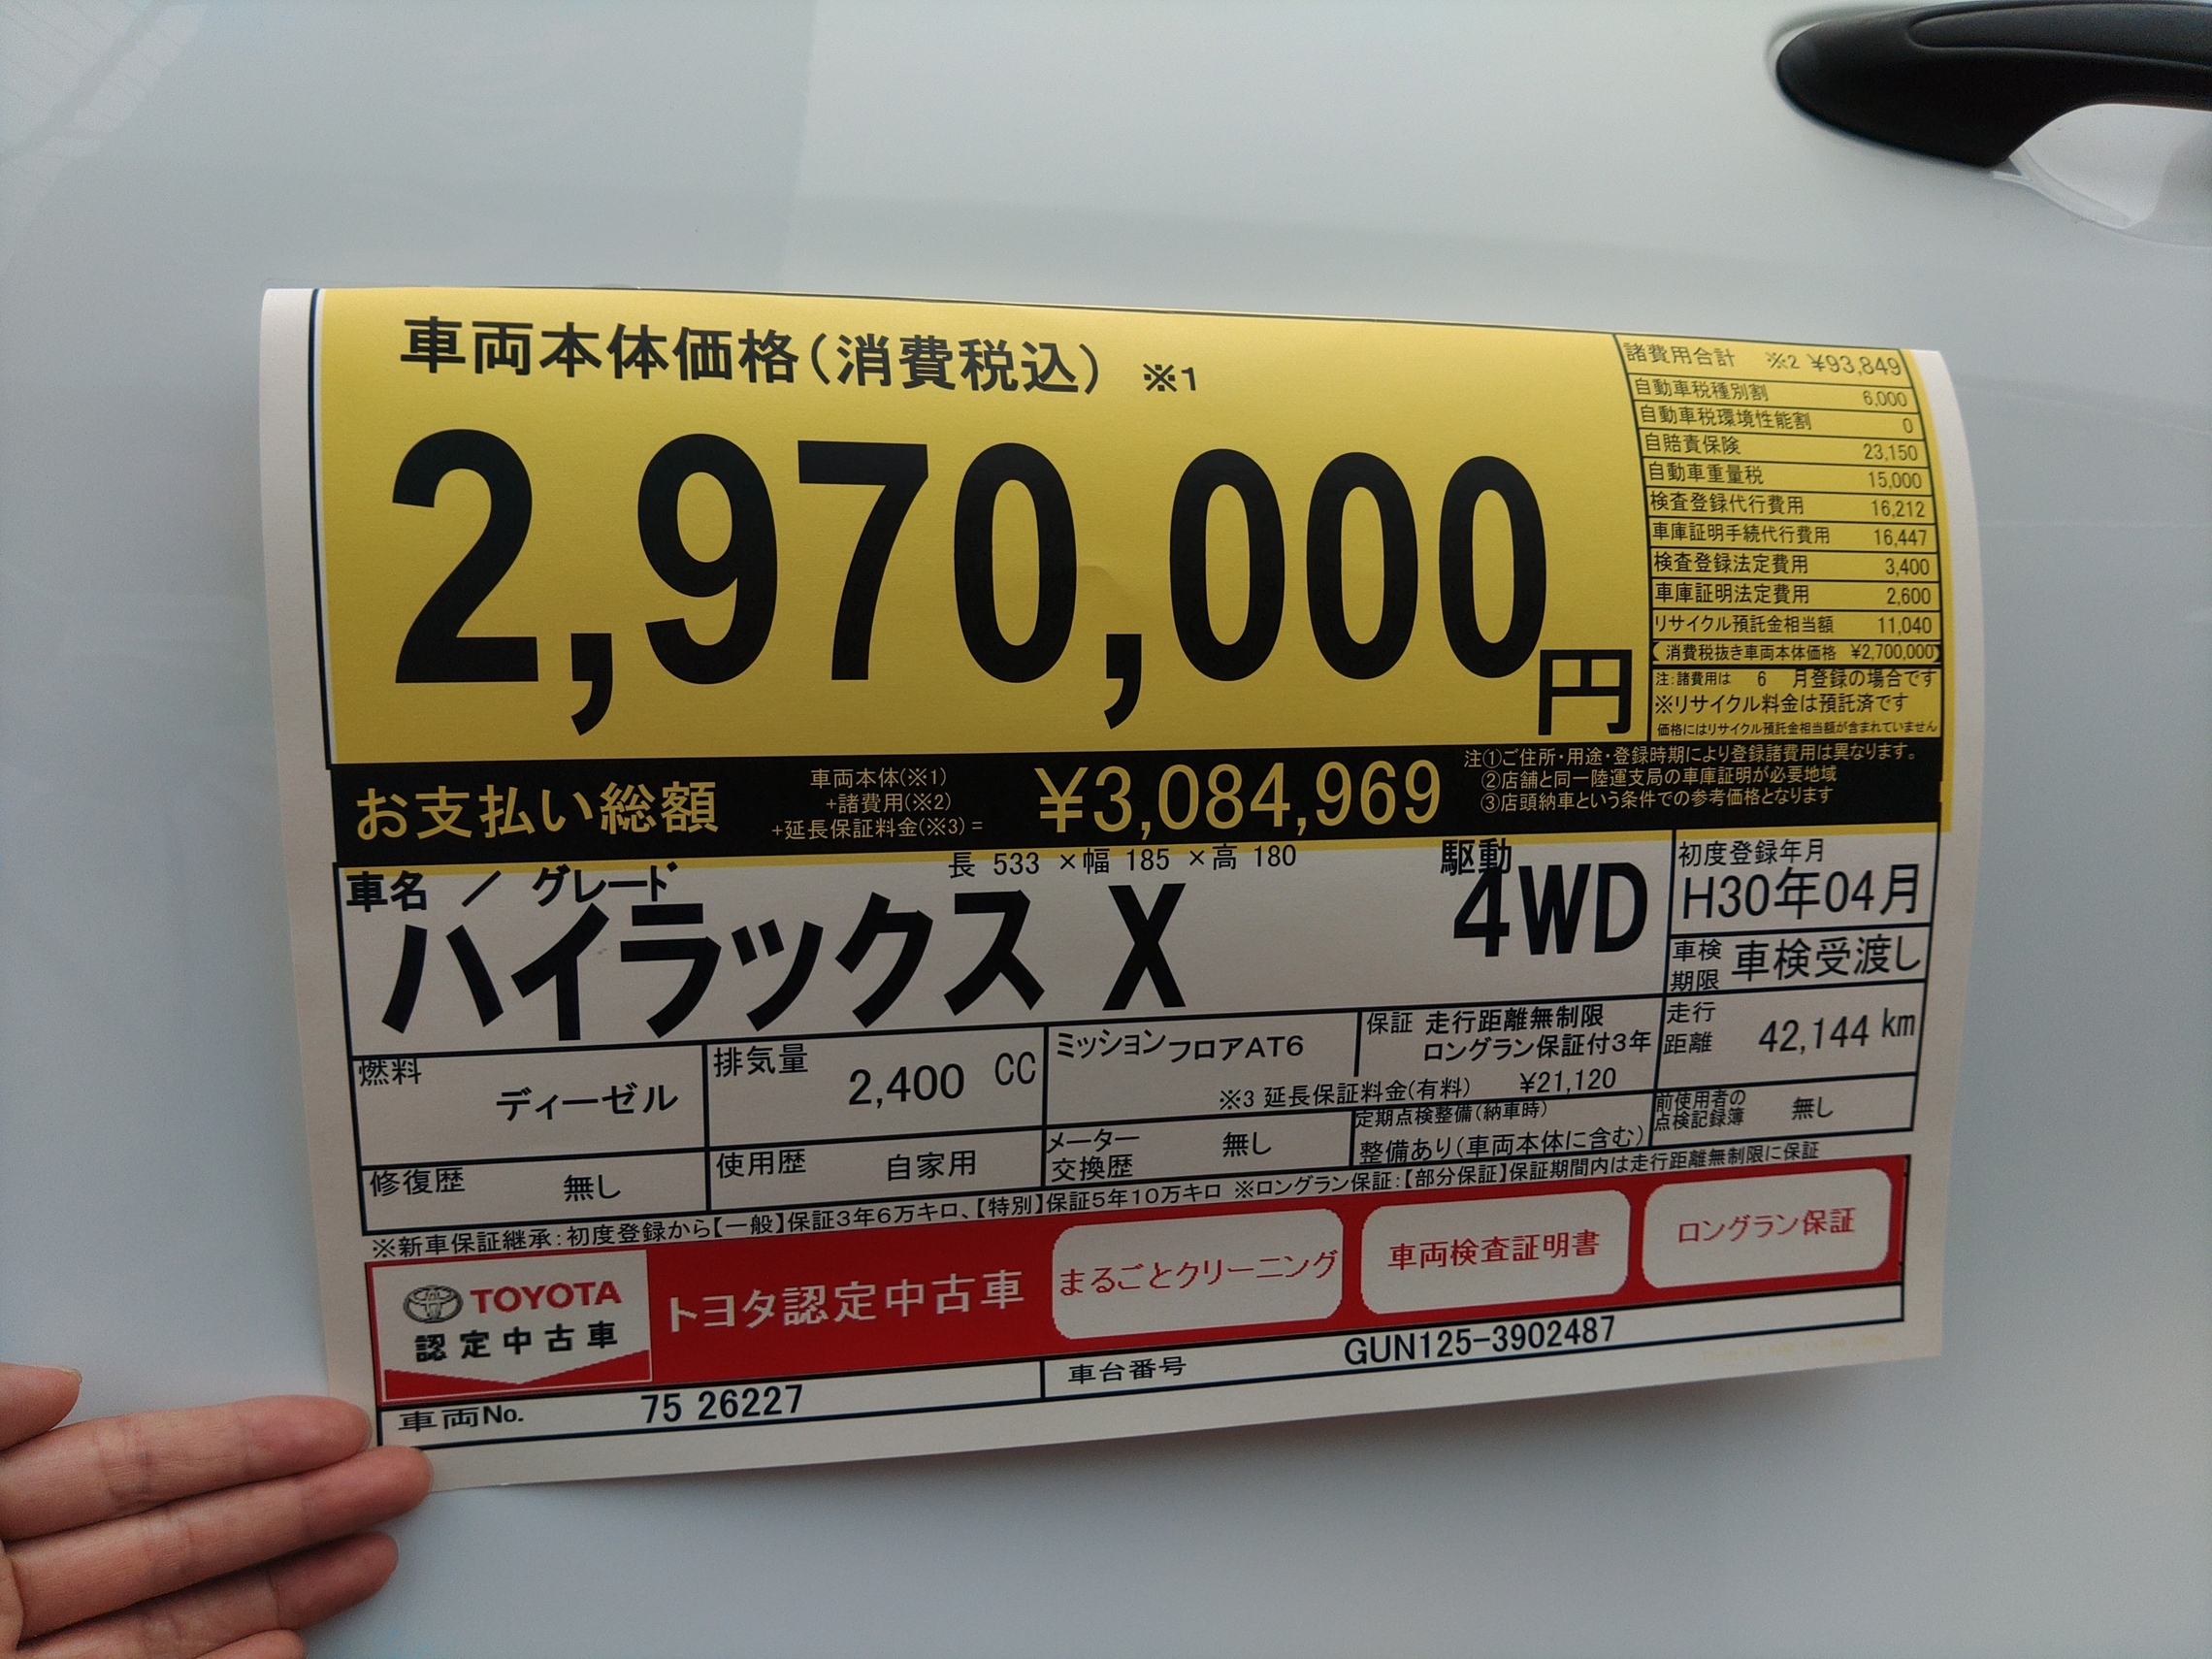 車両本体価格(消費税込) ※1
2,970,000円
諸費用合計 ※2 ¥93,849
自動車税種別割 6,000
自動車税環境性能割 0
自賠責保険 23,150
自動車重量税 15,000
検査登録代行費用 16,212
車庫証明手続代行費用 16,447
検査登録法定費用 3,400
車庫証明法定費用 2,600
リサイクル預託金相当額 11,040
【消費税抜き車両本体価格 ¥2,700,000】
注:諸費用は 6 月登録の場合です
※リサイクル料金は預託済です
価格にはリサイクル預託金相当額が含まれていません
お支払い総額
車両本体(※1)
+諸費用(※2)
+延長保証料金(※3)=
¥3,084,969
注①ご住所・用途・登録時期により登録諸費用は異なります。
②店舗と同一陸運支局の車庫証明が必要地域
③店頭納車という条件での参考価格となります
長 533 ×幅 185 ×高 180
車名 / グレード
ハイラックス X
駆動
4WD
初度登録年月
H30年04月
車検期限 車検受渡し
走行距離 42,144 km
燃料
ディーゼル
排気量
2,400 CC
ミッション フロアAT6
保証 走行距離無制限
ロングラン保証付3年
※3 延長保証料金(有料) ¥21,120
修復歴 無し
使用歴 自家用
メーター交換歴 無し
定期点検整備(納車時)
整備あり(車両本体に含む)
前使用者の点検記録簿 無し
※新車保証継承:初度登録から【一般】保証3年6万キロ、【特別】保証5年10万キロ ※ロングラン保証:【部分保証】保証期間内は走行距離無制限に保証
TOYOTA
認定中古車
トヨタ認定中古車
まるごとクリーニング
車両検査証明書
ロングラン保証
車両No. 75 26227
車台番号 GUN125-3902487